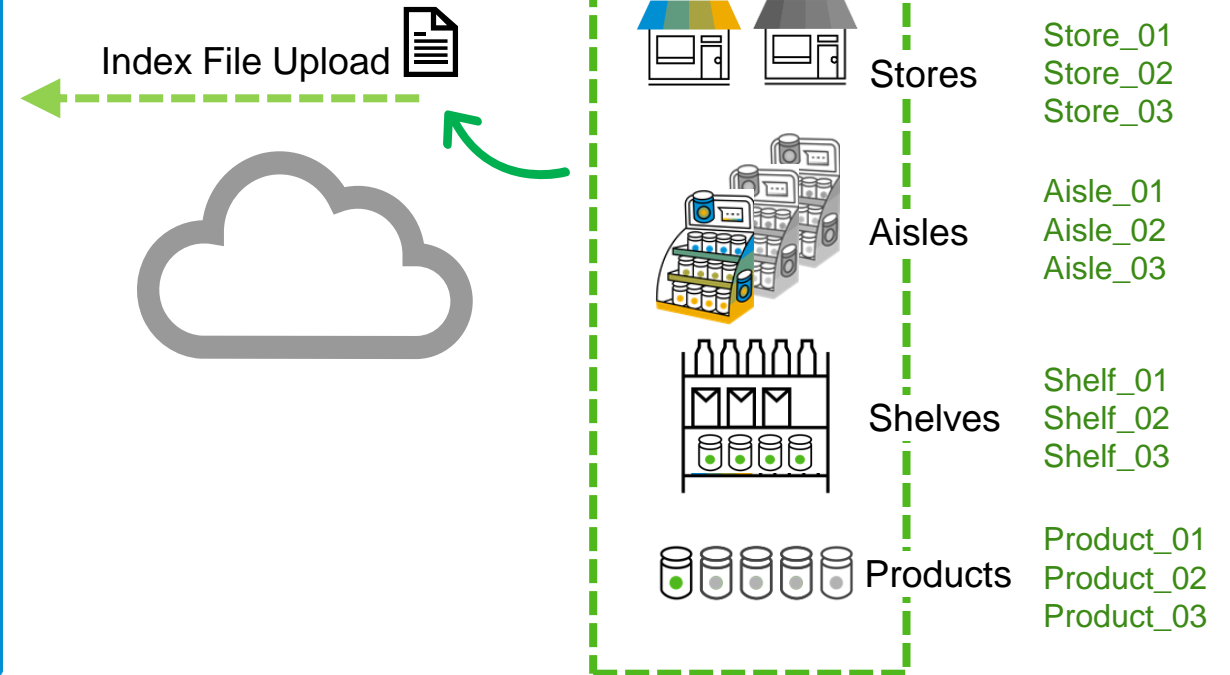 Index File Upload
Stores
Store_01
Store_02
Store_03
Aisles
Aisle_01
Aisle_02
Aisle_03
Shelves
Shelf_01
Shelf_02
Shelf_03
Products
Product_01
Product_02
Product_03